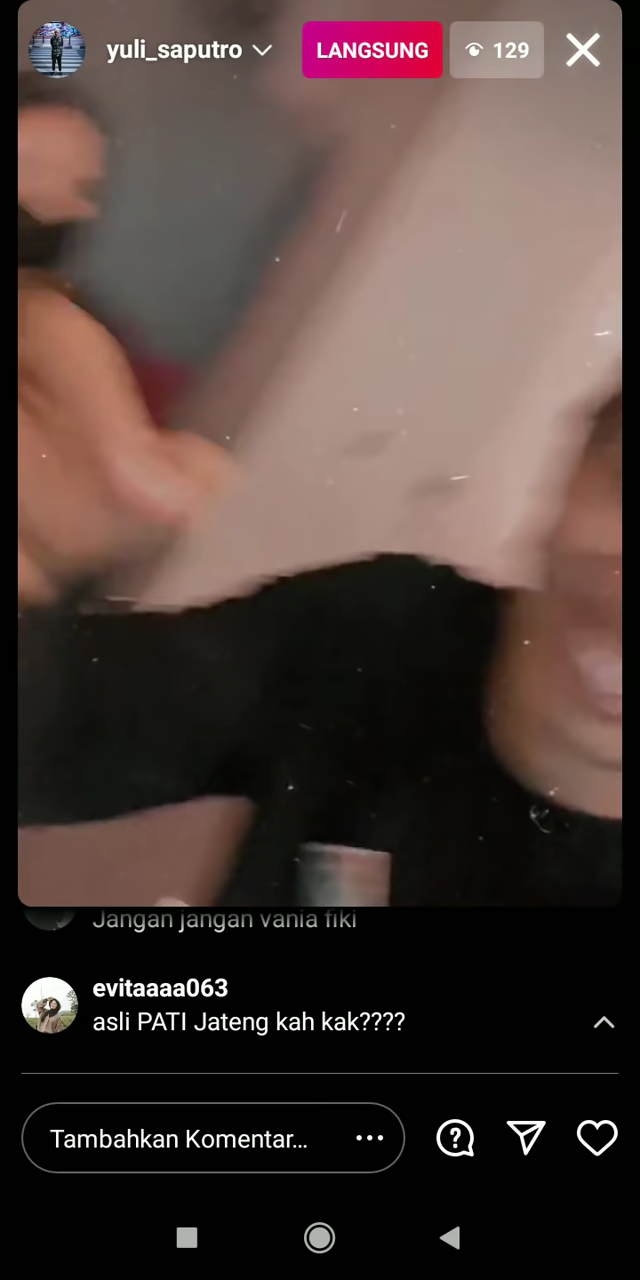 yuli_saputro
LANGSUNG
129
Jangan jangan vania fiki
evitaaaa063
asli PATI Jateng kah kak????
Tambahkan Komentar...